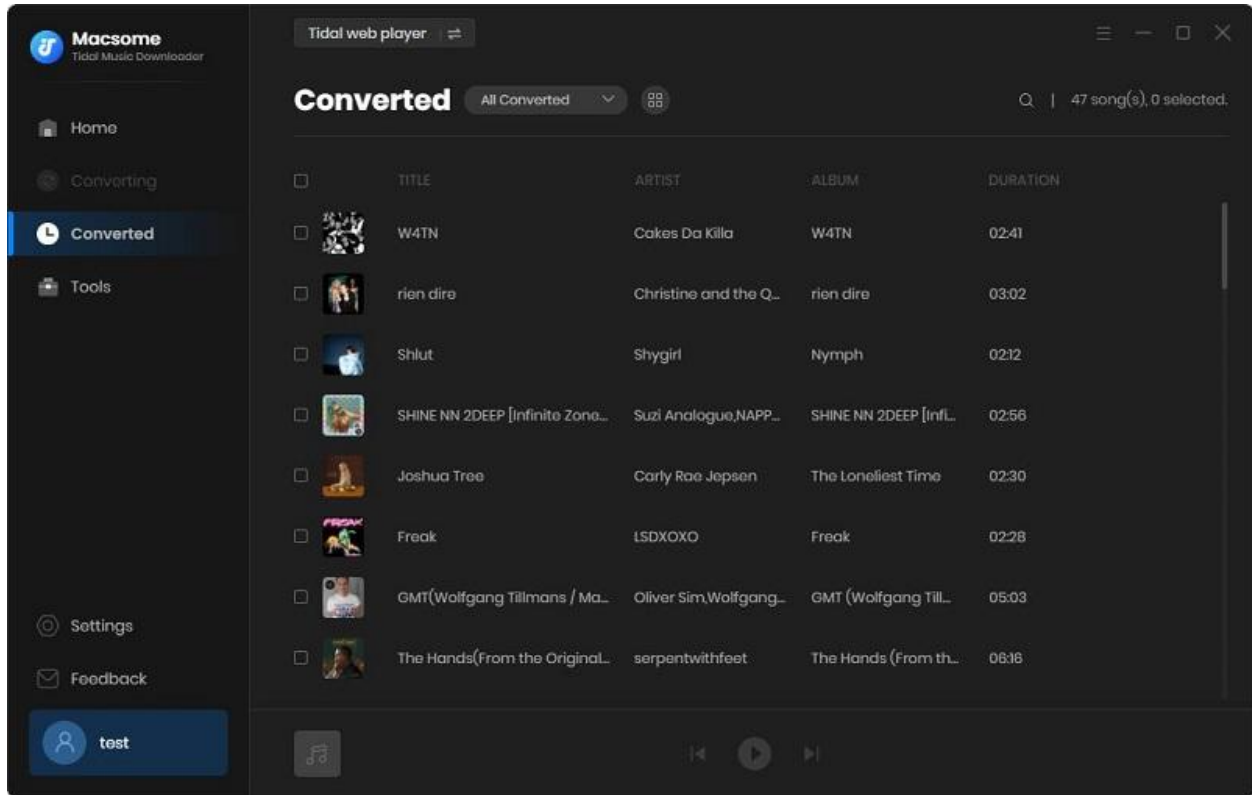 Macsome
Tidal Music Downloader
Tidal web player
Home
Converting
Converted
Tools
Settings
Feedback
test
Converted All Converted | 47 song(s), 0 selected.
TITLE ARTIST ALBUM DURATION
W4TN Cakes Da Killa W4TN 02:41
rien dire Christine and the Q... rien dire 03:02
Shlut Shygirl Nymph 02:12
SHINE NN 2DEEP [Infinite Zone... Suzi Analogue,NAPP... SHINE NN 2DEEP [Infi... 02:56
Joshua Tree Carly Rae Jepsen The Loneliest Time 02:30
FREAK
Freak LSDXOXO Freak 02:28
GMT(Wolfgang Tillmans / Ma... Oliver Sim,Wolfgang... GMT (Wolfgang Till... 05:03
The Hands(From the Original... serpentwithfeet The Hands (From th... 06:16